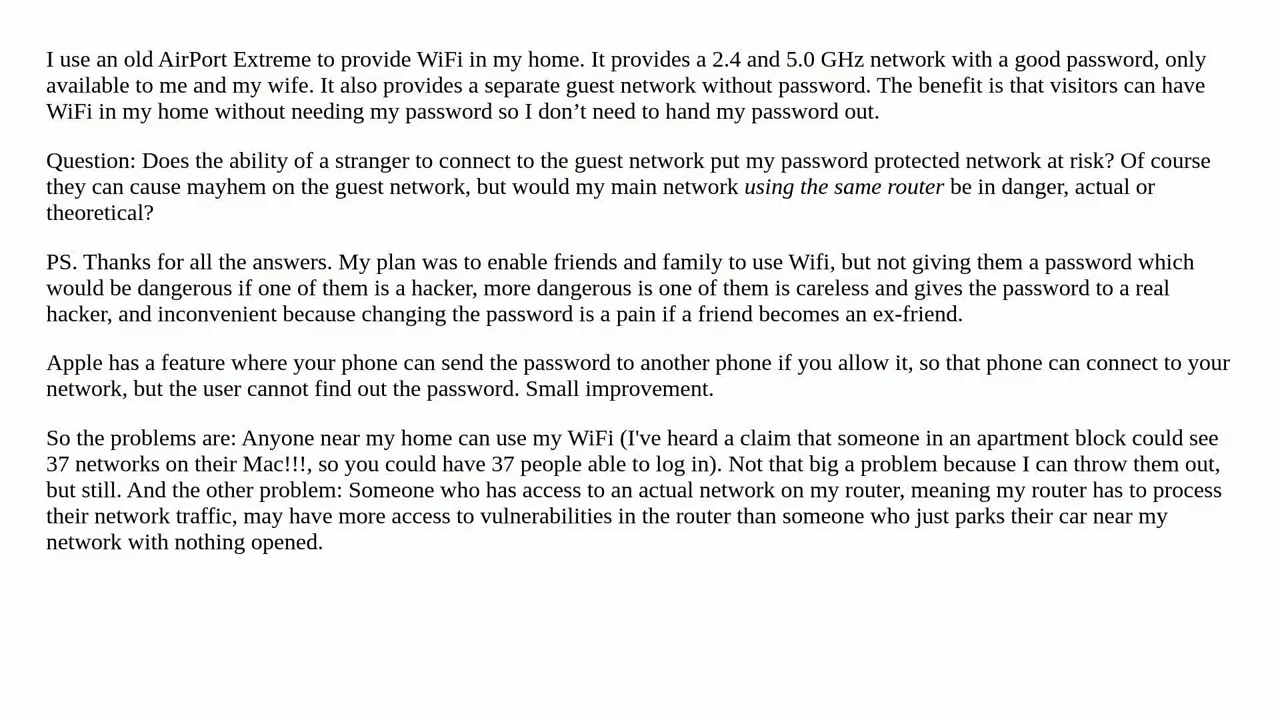 I use an old AirPort Extreme to provide WiFi in my home. It provides a 2.4 and 5.0 GHz network with a good password, only
available to me and my wife. It also provides a separate guest network without password. The benefit is that visitors can have
WiFi in my home without needing my password so I don’t need to hand my password out.
Question: Does the ability of a stranger to connect to the guest network put my password protected network at risk? Of course
they can cause mayhem on the guest network, but would my main network using the same router be in danger, actual or
theoretical?
PS. Thanks for all the answers. My plan was to enable friends and family to use Wifi, but not giving them a password which
would be dangerous if one of them is a hacker, more dangerous is one of them is careless and gives the password to a real
hacker, and inconvenient because changing the password is a pain if a friend becomes an ex-friend.
Apple has a feature where your phone can send the password to another phone if you allow it, so that phone can connect to your
network, but the user cannot find out the password. Small improvement.
So the problems are: Anyone near my home can use my WiFi (I've heard a claim that someone in an apartment block could see
37 networks on their Mac!!!, so you could have 37 people able to log in). Not that big a problem because I can throw them out,
but still. And the other problem: Someone who has access to an actual network on my router, meaning my router has to process
their network traffic, may have more access to vulnerabilities in the router than someone who just parks their car near my
network with nothing opened.